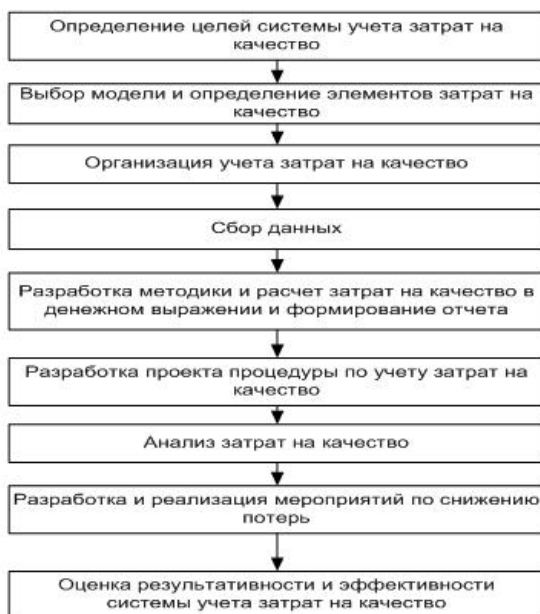 Определение целей системы учета затрат на
качество
Выбор модели и определение элементов затрат на
качество
Организация учета затрат на качество
Сбор данных
Разработка методики и расчет затрат на качество в
денежном выражении и формирование отчета
Разработка проекта процедуры по учету затрат на
качество
Анализ затрат на качество
Разработка и реализация мероприятий по снижению
потерь
Оценка результативности и эффективности
системы учета затрат на качество